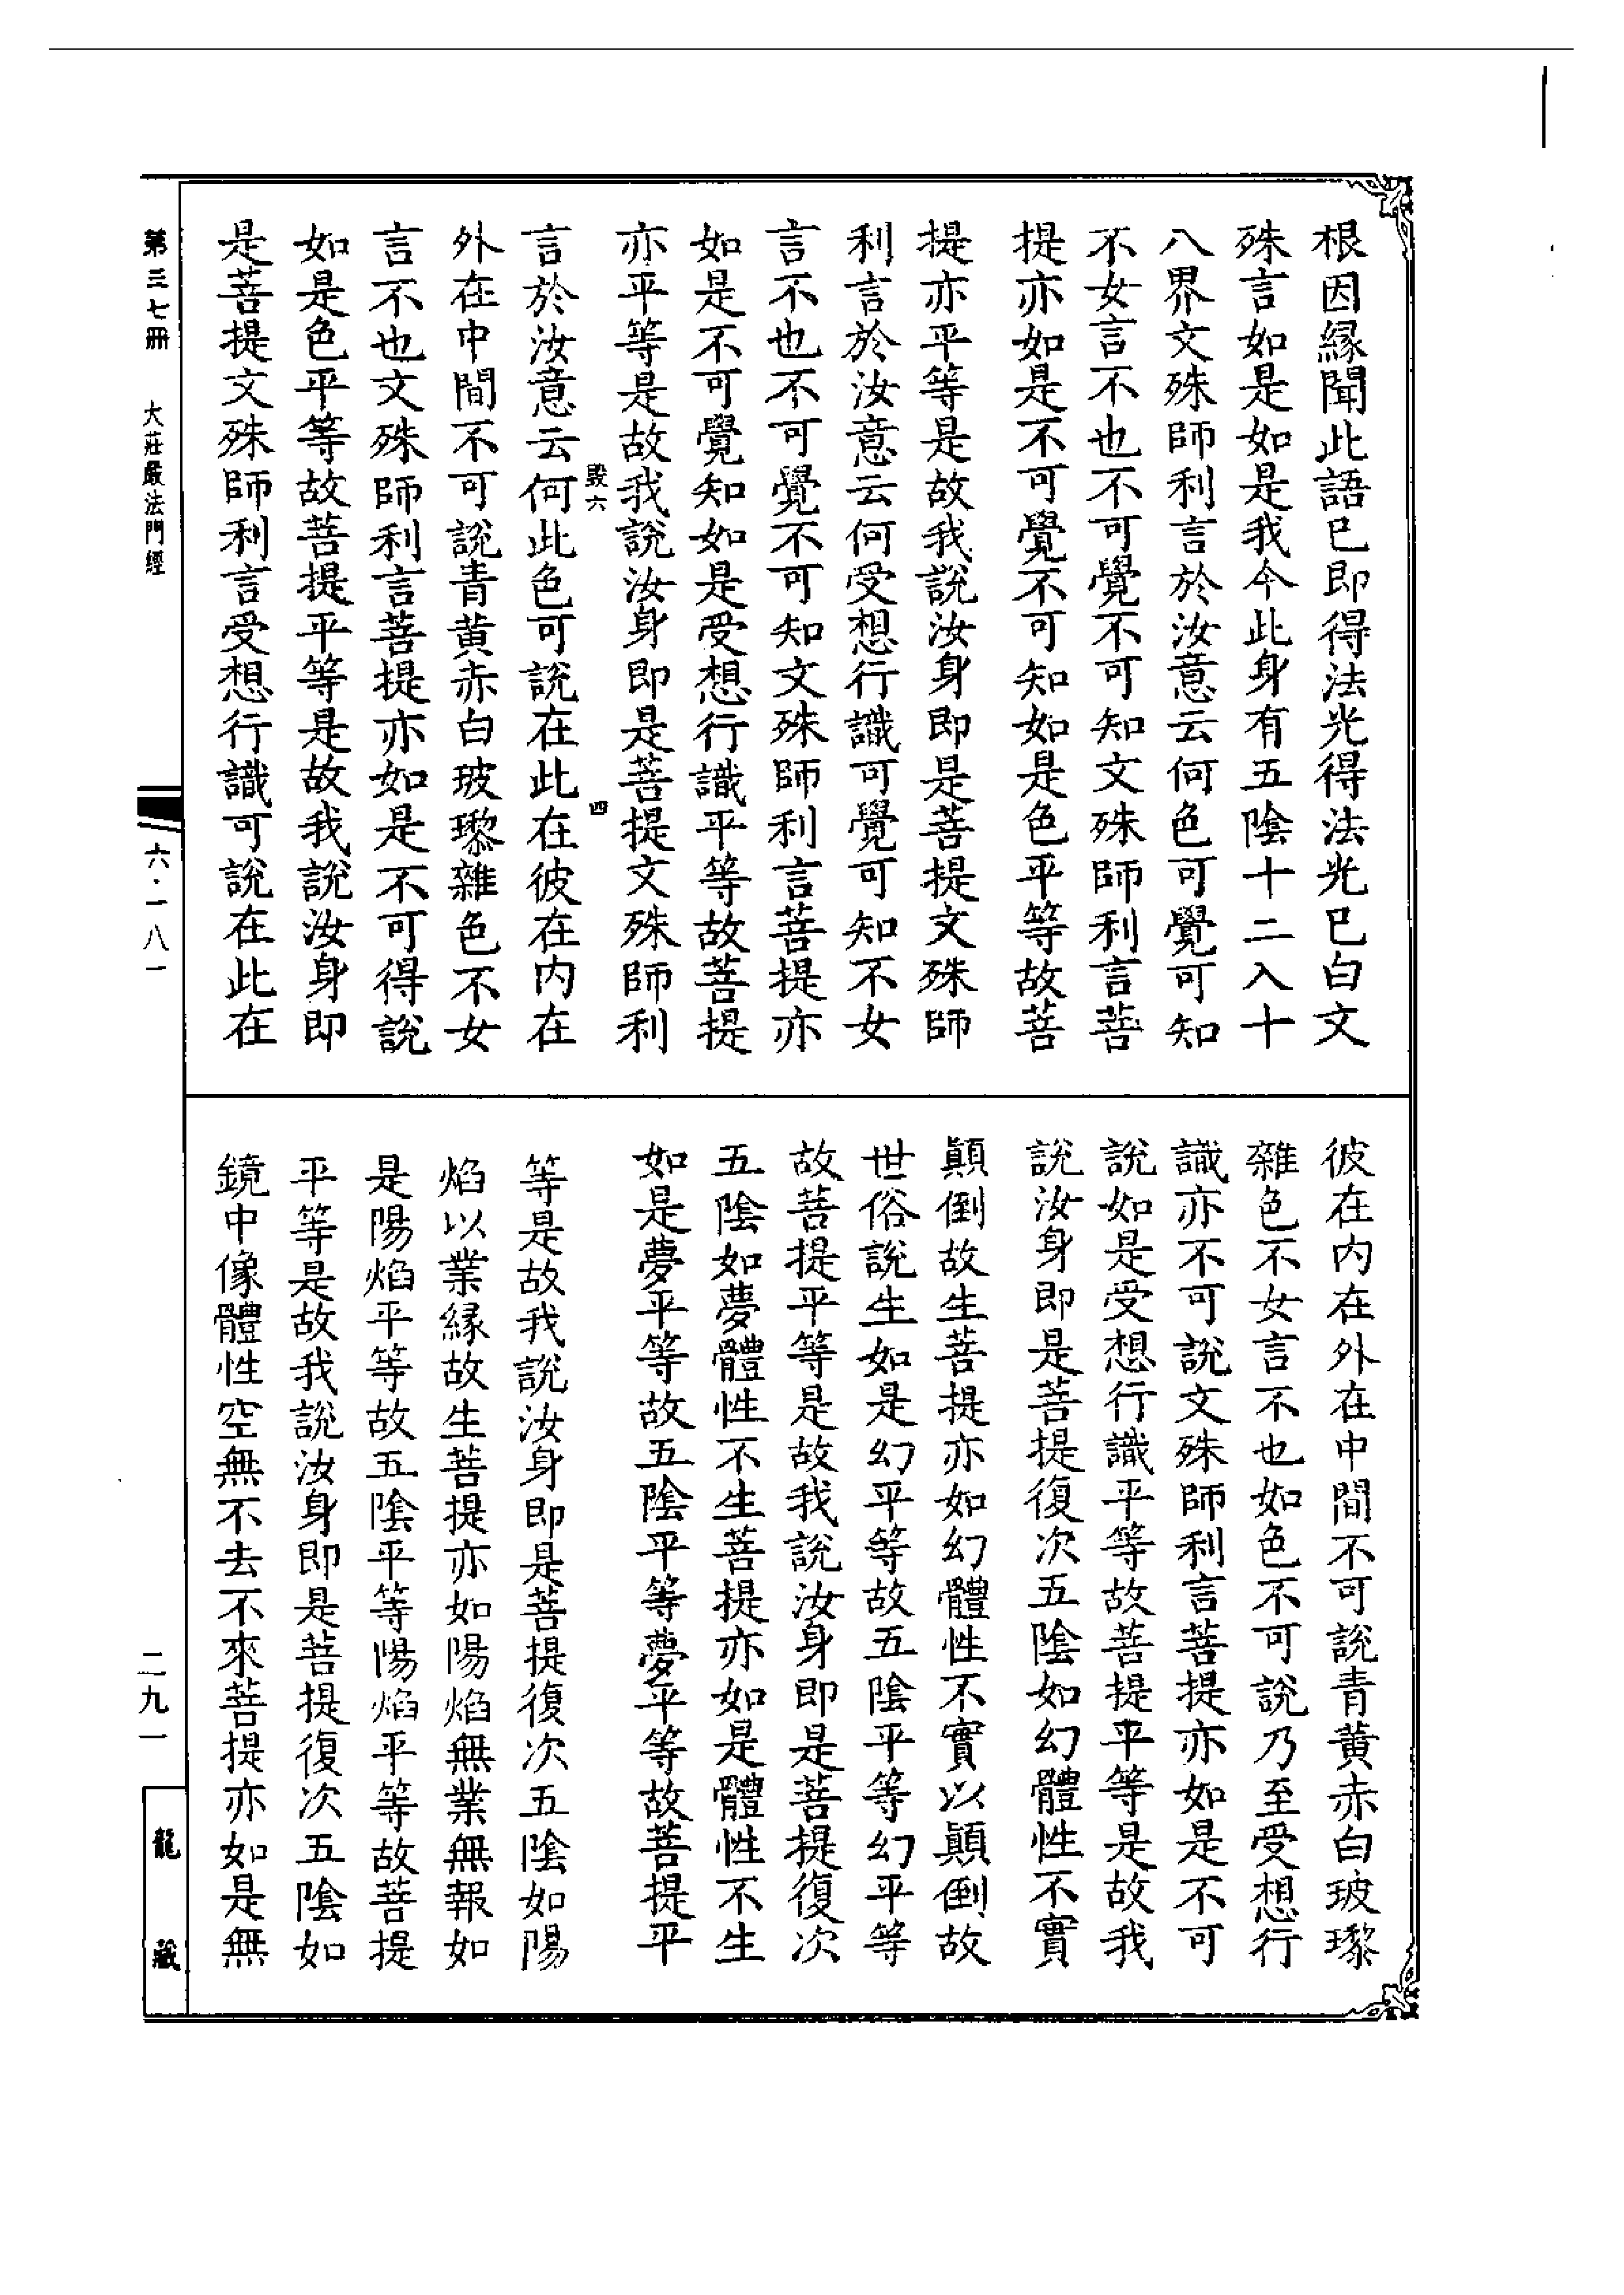 根因縁聞此語巳即得法光得法光巳白文
殊言如是如是我今此身有五陰十二入十
八界文殊師利言於汝意云何色可覺可知
不女言不也不可覺不可知文殊師利言菩
提亦如是不可覺不可知如是色平等故菩
提亦平等是故我說汝身即是菩提文殊師
利言於汝意云何受想行識可覺可知不女
言不也不可覺不可知文殊師利言菩提亦
如是不可覺知如是受想行識平等故菩提
亦平等是故我說汝身即是菩提文殊師利
毀六 四
言於汝意云何此色可說在此在彼在内在
外在中間不可說青黃赤白玻瓈雜色不女
言不也文殊師利言菩提亦如是不可得說
如是色平等故菩提平等是故我說汝身即
是菩提文殊師利言受想行識可說在此在
彼在内在外在中間不可說青黃赤白玻瓈
雜色不女言不也如色不可說乃至受想行
識亦不可說文殊師利言菩提亦如是不可
說如是受想行識平等故菩提平等是故我
說汝身即是菩提復次五陰如幻體性不實
顛倒故生菩提亦如幻體性不實以顛倒故
世俗說生如是幻平等故五陰平等幻平等
故菩提平等是故我說汝身即是菩提復次
五陰如夢體性不生菩提亦如是體性不生
如是夢平等故五陰平等夢平等故菩提平
等是故我說汝身即是菩提復次五陰如陽
焰以業縁故生菩提亦如陽焰無業無報如
是陽焰平等故五陰平等陽焰平等故菩提
平等是故我說汝身即是菩提復次五陰如
鏡中像體性空無不去不來菩提亦如是無
第三七冊 大莊嚴法門經
六·一八一
二九一
龍藏